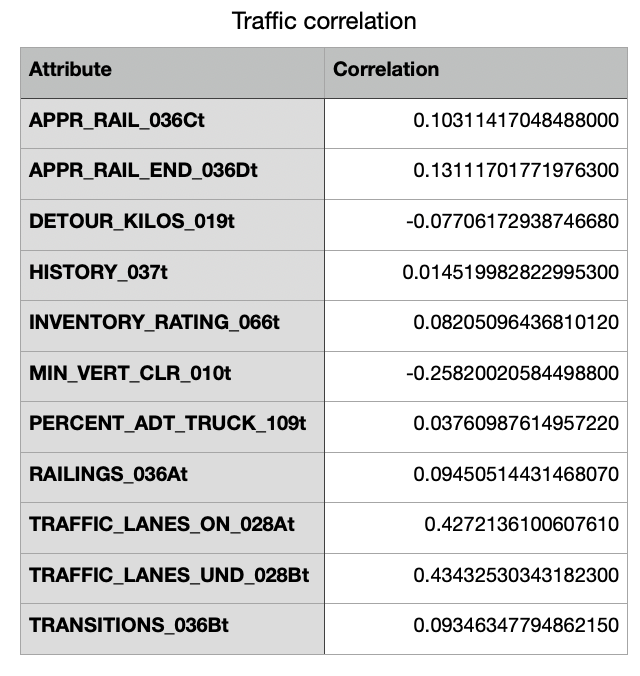 Traffic correlation
Attribute Correlation
APPR_RAIL_036Ct 0.10311417048488000
APPR_RAIL_END_036Dt 0.13111701771976300
DETOUR_KILOS_019t -0.07706172938746680
HISTORY_037t 0.014519982822995300
INVENTORY_RATING_066t 0.08205096436810120
MIN_VERT_CLR_010t -0.25820020584498800
PERCENT_ADT_TRUCK_109t 0.03760987614957220
RAILINGS_036At 0.09450514431468070
TRAFFIC_LANES_ON_028At 0.4272136100607610
TRAFFIC_LANES_UND_028Bt 0.43432530343182300
TRANSITIONS_036Bt 0.09346347794862150